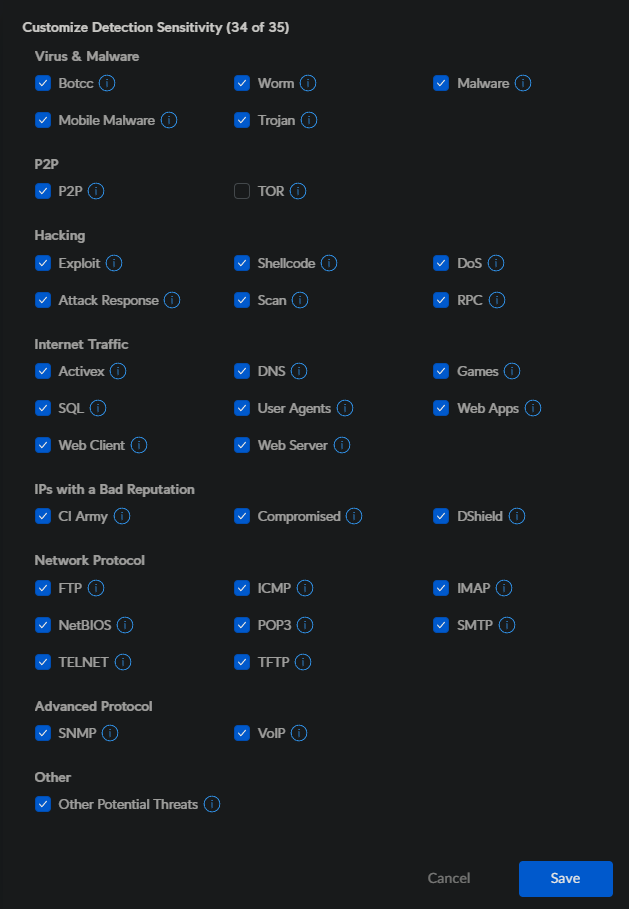 Customize Detection Sensitivity (34 of 35)
Virus & Malware
Botcc Worm Malware
Mobile Malware Trojan
P2P
P2P TOR
Hacking
Exploit Shellcode DoS
Attack Response Scan RPC
Internet Traffic
Activex DNS Games
SQL User Agents Web Apps
Web Client Web Server
IPs with a Bad Reputation
CI Army Compromised DShield
Network Protocol
FTP ICMP IMAP
NetBIOS POP3 SMTP
TELNET TFTP
Advanced Protocol
SNMP VoIP
Other
Other Potential Threats
Cancel Save